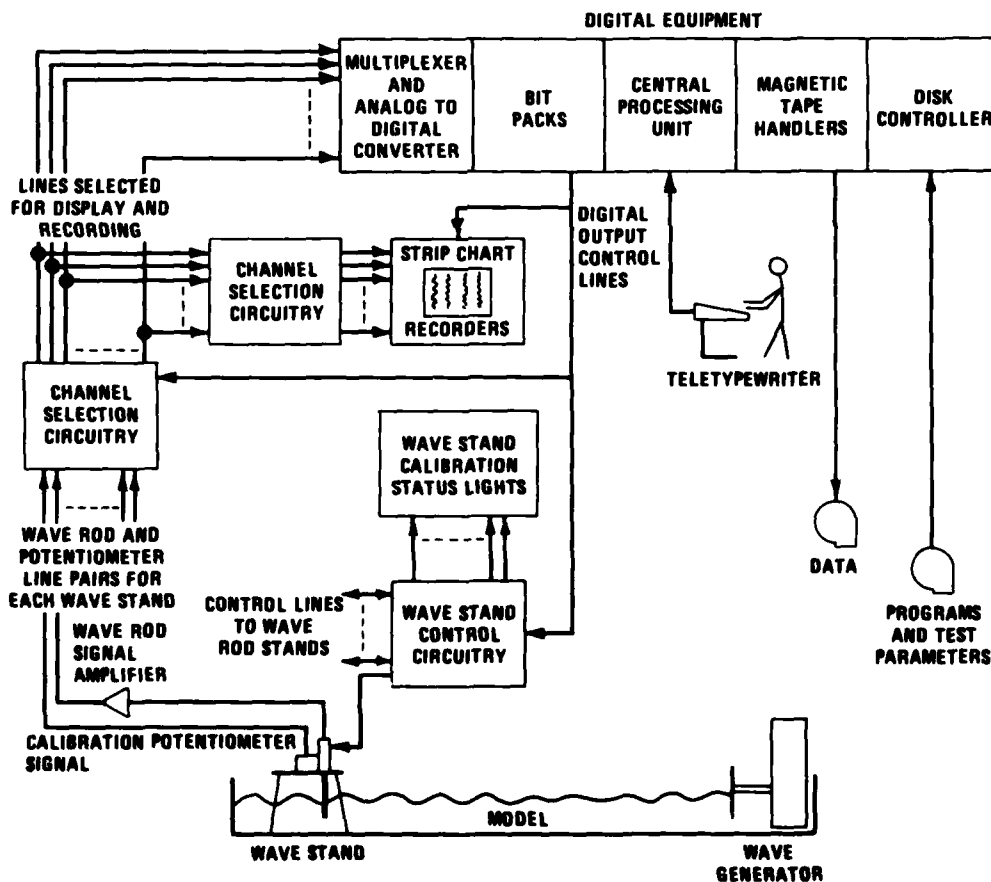 DIGITAL EQUIPMENT
MULTIPLEXER
AND
ANALOG TO
DIGITAL
CONVERTER
BIT
PACKS
CENTRAL
PROCESSING
UNIT
MAGNETIC
TAPE
HANDLERS
DISK
CONTROLLER
LINES SELECTED
FOR DISPLAY AND
RECORDING
CHANNEL
SELECTION
CIRCUITRY
STRIP CHART
RECORDERS
DIGITAL
OUTPUT
CONTROL
LINES
TELETYPEWRITER
CHANNEL
SELECTION
CIRCUITRY
WAVE STAND
CALIBRATION
STATUS LIGHTS
WAVE ROD AND
POTENTIOMETER
LINE PAIRS FOR
EACH WAVE STAND
DATA
PROGRAMS
AND TEST
PARAMETERS
CONTROL LINES
TO WAVE
ROD STANDS
WAVE STAND
CONTROL
CIRCUITRY
WAVE ROD
SIGNAL
AMPLIFIER
CALIBRATION POTENTIOMETER
SIGNAL
MODEL
WAVE STAND
WAVE
GENERATOR